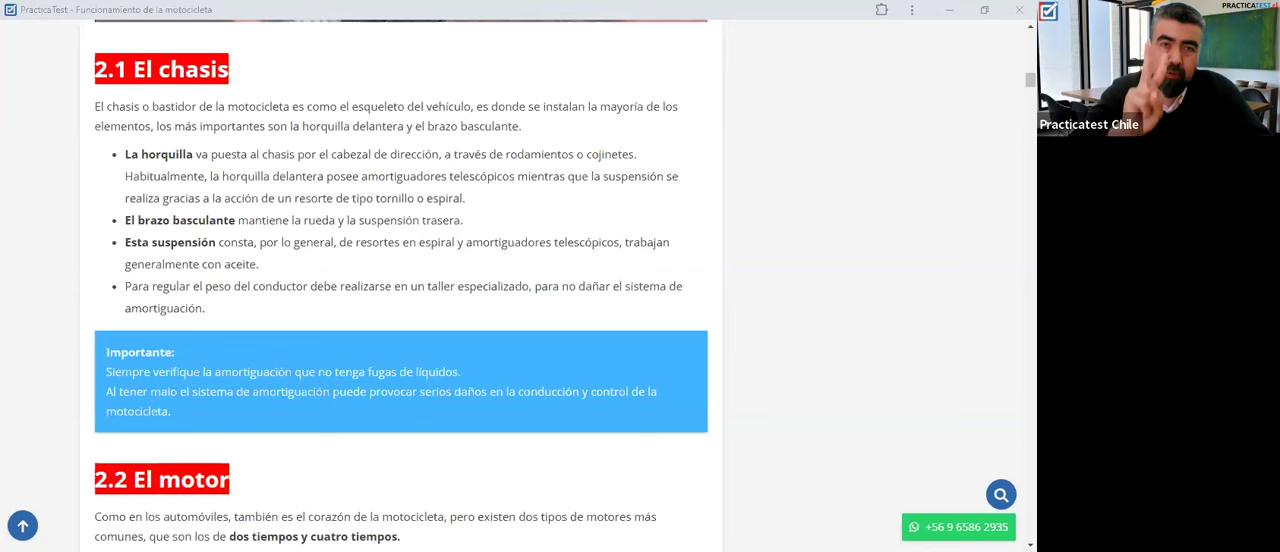 PracticaTest - Funcionamiento de la motocicleta
PRACTICATEST.cl
2.1 El chasis
El chasis o bastidor de la motocicleta es como el esqueleto del vehículo, es donde se instalan la mayoría de los
elementos, los más importantes son la horquilla delantera y el brazo basculante.
• La horquilla va puesta al chasis por el cabezal de dirección, a través de rodamientos o cojinetes.
Habitualmente, la horquilla delantera posee amortiguadores telescópicos mientras que la suspensión se
realiza gracias a la acción de un resorte de tipo tornillo o espiral.
• El brazo basculante mantiene la rueda y la suspensión trasera.
• Esta suspensión consta, por lo general, de resortes en espiral y amortiguadores telescópicos, trabajan
generalmente con aceite.
• Para regular el peso del conductor debe realizarse en un taller especializado, para no dañar el sistema de
amortiguación.
Importante:
Siempre verifique la amortiguación que no tenga fugas de líquidos.
Al tener malo el sistema de amortiguación puede provocar serios daños en la conducción y control de la
motocicleta.
2.2 El motor
Como en los automóviles, también es el corazón de la motocicleta, pero existen dos tipos de motores más
comunes, que son los de dos tiempos y cuatro tiempos.
+56 9 6586 2935
Practicatest Chile